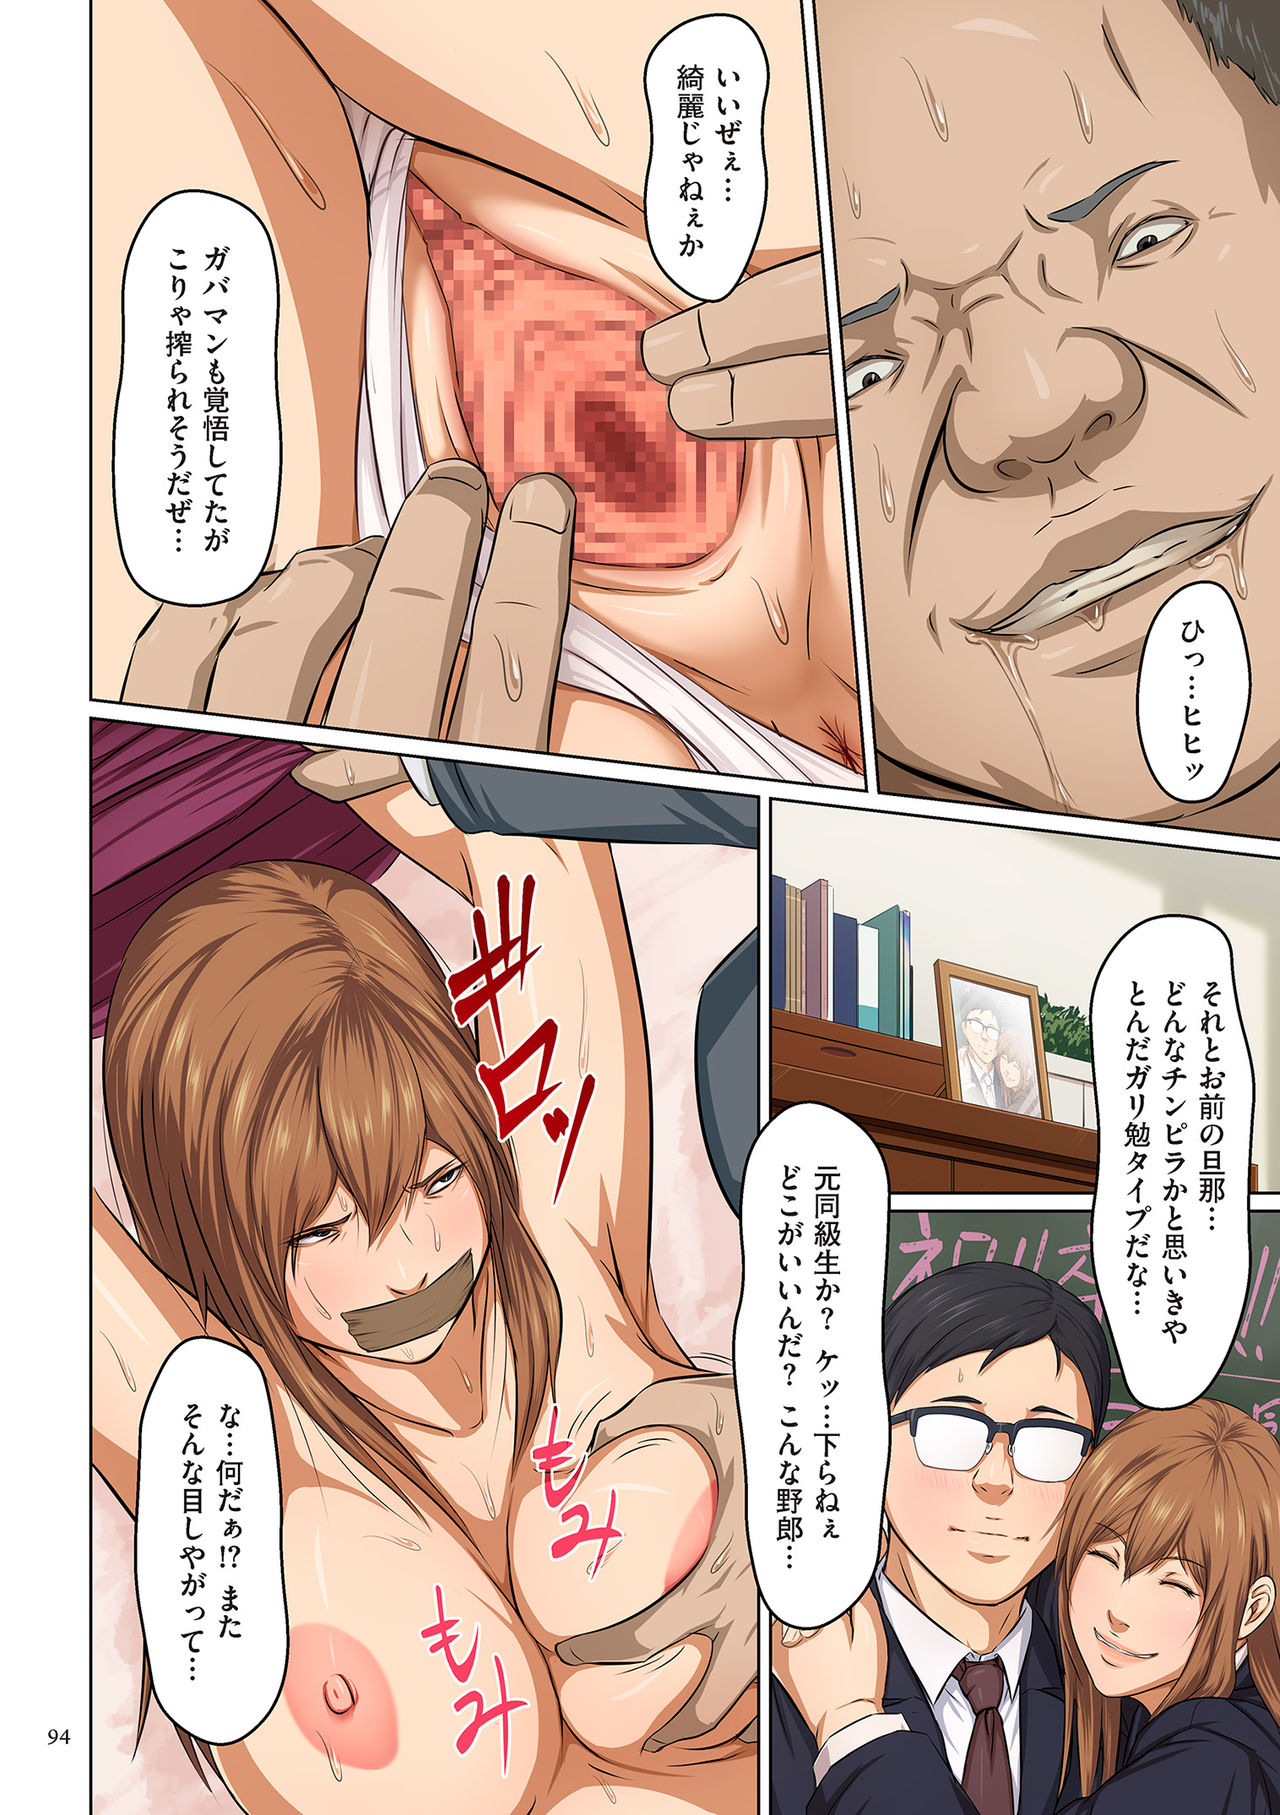 ひっ…ヒヒッ
いいぜぇ…
綺麗じゃねぇか
ガバマンも覚悟してたが
こりゃ搾られそうだぜ…
それとお前の旦那…
どんなチンピラかと思いきや
とんだガリ勉タイプだな…
元同級生か？ ケッ…下らねぇ
どこがいいんだ？ こんな野郎…
ギロッ
もみ
もみ
な…何だぁ!? また
そんな目しやがって…
94